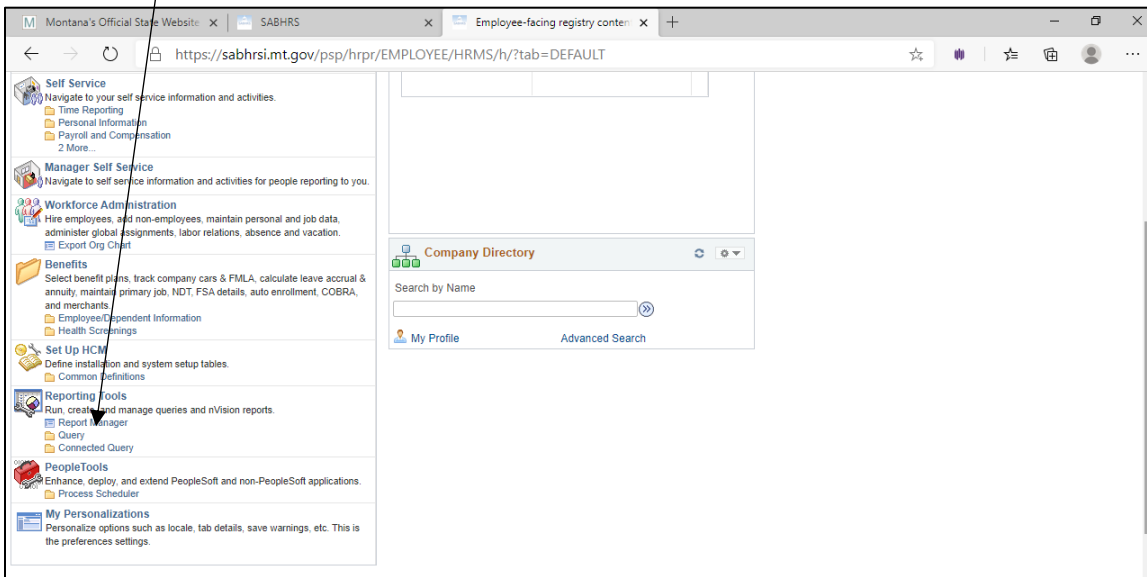 M Montana's Official State Website
SABHRS
Employee-facing registry conten
https://sabhrsi.mt.gov/psp/hrpr/EMPLOYEE/HRMS/h/?tab=DEFAULT
Self Service
Navigate to your self service information and activities.
Time Reporting
Personal Information
Payroll and Compensation
2 More...
Manager Self Service
Navigate to self service information and activities for people reporting to you.
Workforce Administration
Hire employees, add non-employees, maintain personal and job data,
administer global assignments, labor relations, absence and vacation.
Export Org Chart
Benefits
Select benefit plans, track company cars & FMLA, calculate leave accrual &
annuity, maintain primary job, NDT, FSA details, auto enrollment, COBRA,
and merchants.
Employee/Dependent Information
Health Screenings
Set Up HCM
Define installation and system setup tables.
Common Definitions
Reporting Tools
Run, create and manage queries and nVision reports.
Report Manager
Query
Connected Query
PeopleTools
Enhance, deploy, and extend PeopleSoft and non-PeopleSoft applications.
Process Scheduler
My Personalizations
Personalize options such as locale, tab details, save warnings, etc. This is
the preferences settings.
Company Directory
Search by Name
My Profile
Advanced Search